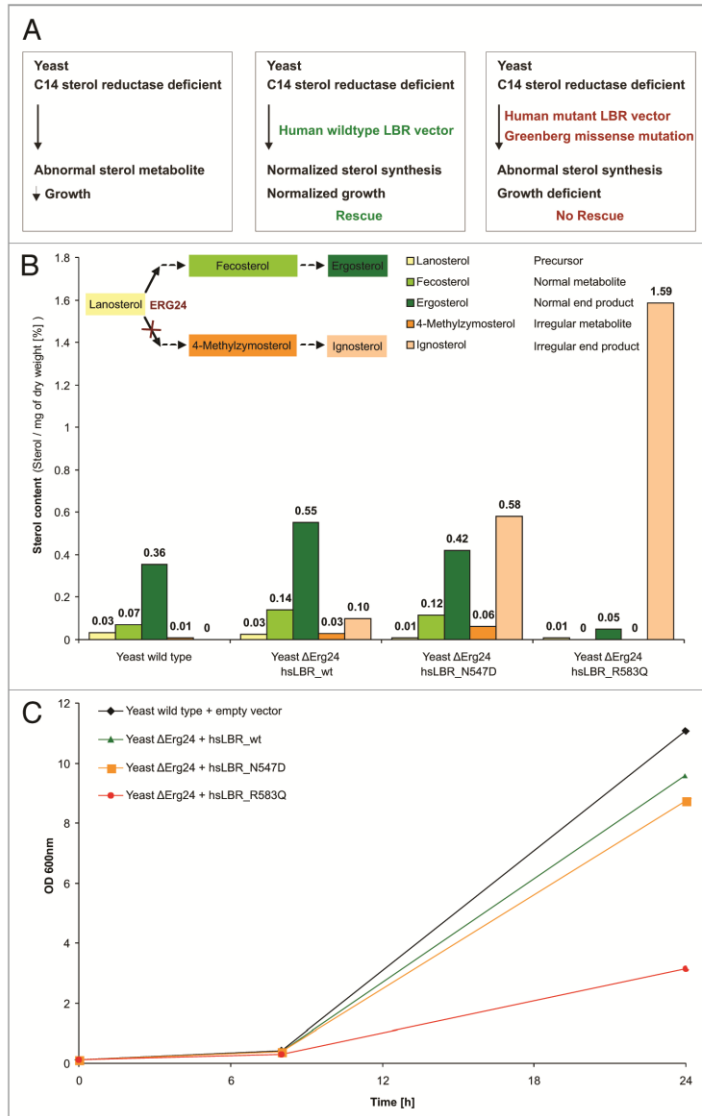 A
Yeast
C14 sterol reductase deficient
Abnormal sterol metabolite
Growth
Yeast
C14 sterol reductase deficient
Human wildtype LBR vector
Normalized sterol synthesis
Normalized growth
Rescue
Yeast
C14 sterol reductase deficient
Human mutant LBR vector
Greenberg missense mutation
Abnormal sterol synthesis
Growth deficient
No Rescue
B
Sterol content (Sterol / mg of dry weight [%])
1.8
1.6
1.4
1.2
1.0
0.8
0.6
0.4
0.2
0
Lanosterol
ERG24
Fecosterol
Ergosterol
4-Methylzymosterol
Ignosterol
Lanosterol Precursor
Fecosterol Normal metabolite
Ergosterol Normal end product
4-Methylzymosterol Irregular metabolite
Ignosterol Irregular end product
0.03 0.07 0.36 0.01 0
0.03 0.14 0.55 0.03 0.10
0.01 0.12 0.42 0.06 0.58
0.01 0 0.05 0 1.59
Yeast wild type
Yeast ΔErg24
hsLBR_wt
Yeast ΔErg24
hsLBR_N547D
Yeast ΔErg24
hsLBR_R583Q
C
Yeast wild type + empty vector
Yeast ΔErg24 + hsLBR_wt
Yeast ΔErg24 + hsLBR_N547D
Yeast ΔErg24 + hsLBR_R583Q
OD 600nm
12
10
8
6
4
2
0
0 6 12 18 24
Time [h]